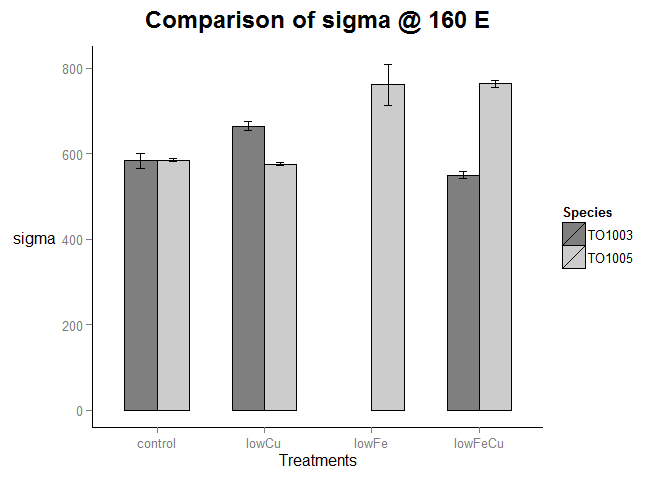 Comparison of sigma @ 160 E
800
600
400
200
0
sigma
control lowCu lowFe lowFeCu
Treatments
Species
TO1003
TO1005